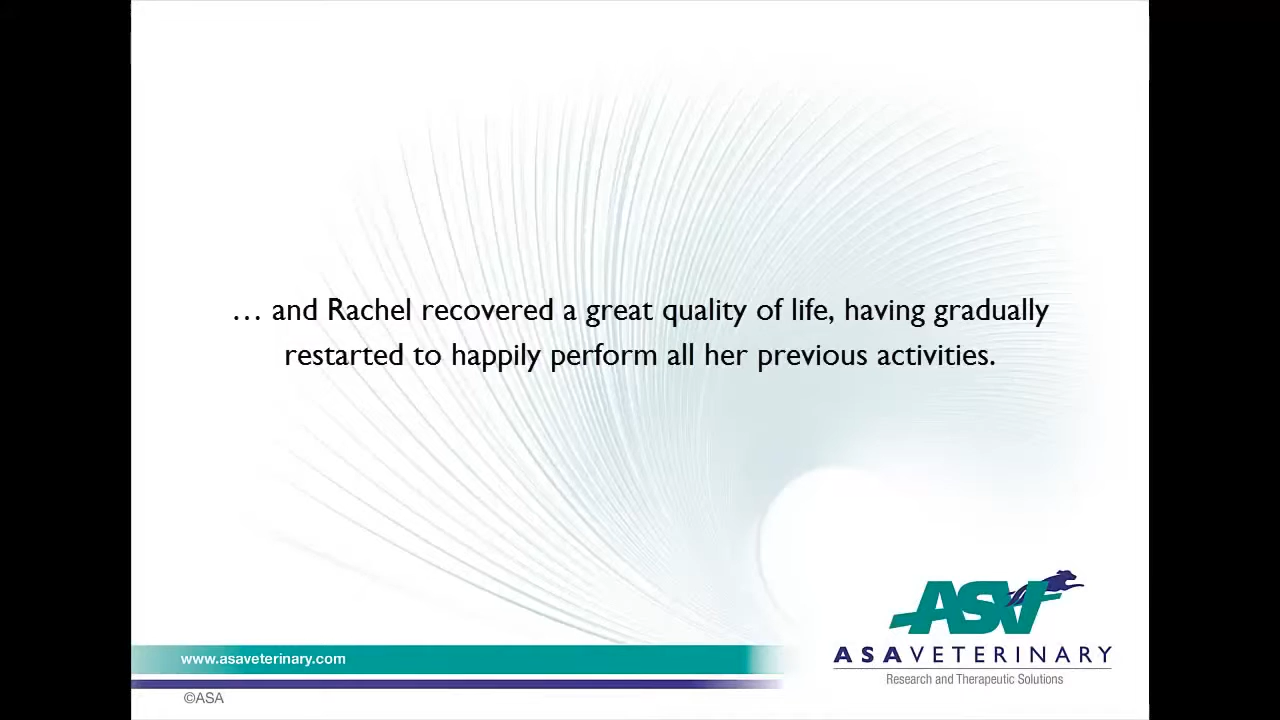 … and Rachel recovered a great quality of life, having gradually
restarted to happily perform all her previous activities.
ASV
ASAVETERINARY
Research and Therapeutic Solutions
www.asaveterinary.com
©ASA